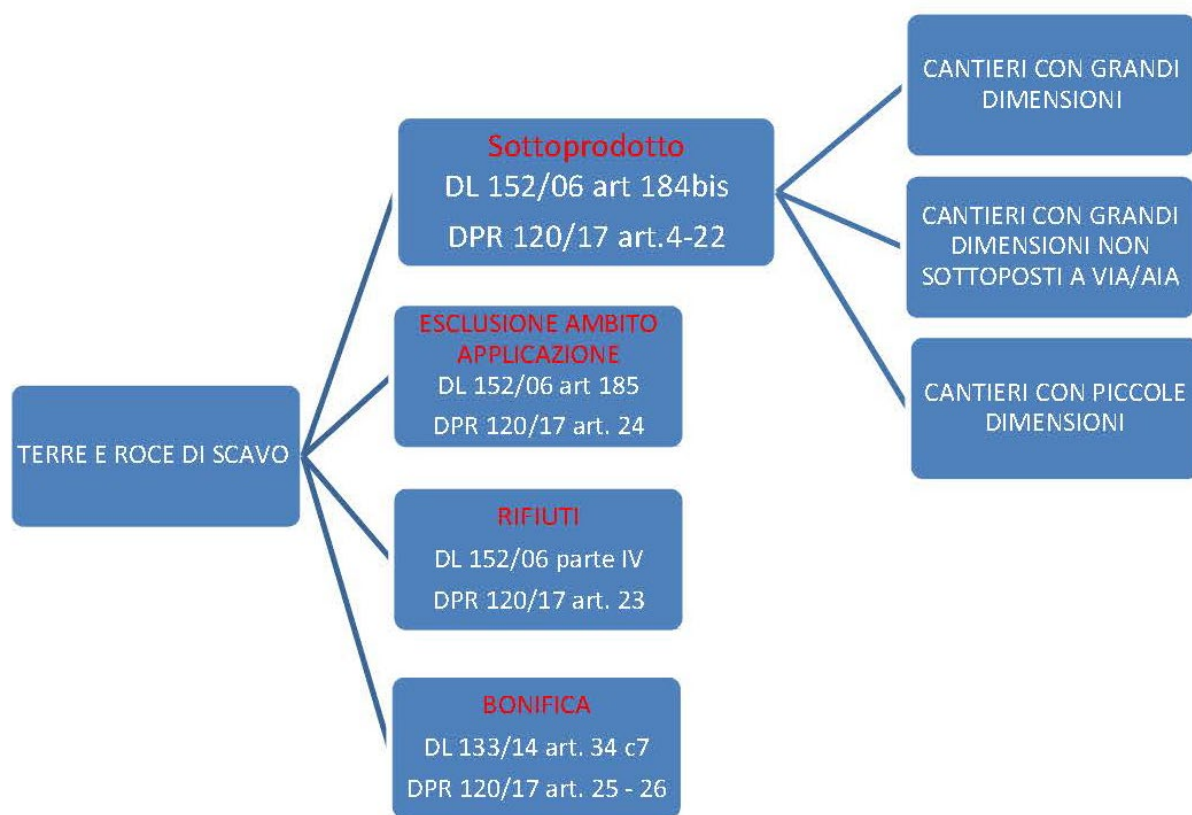 TERRE E ROCE DI SCAVO
Sottoprodotto
DL 152/06 art 184bis
DPR 120/17 art.4-22
ESCLUSIONE AMBITO
APPLICAZIONE
DL 152/06 art 185
DPR 120/17 art. 24
RIFIUTI
DL 152/06 parte IV
DPR 120/17 art. 23
BONIFICA
DL 133/14 art. 34 c7
DPR 120/17 art. 25 - 26
CANTIERI CON GRANDI
DIMENSIONI
CANTIERI CON GRANDI
DIMENSIONI NON
SOTTOPOSTI A VIA/AIA
CANTIERI CON PICCOLE
DIMENSIONI